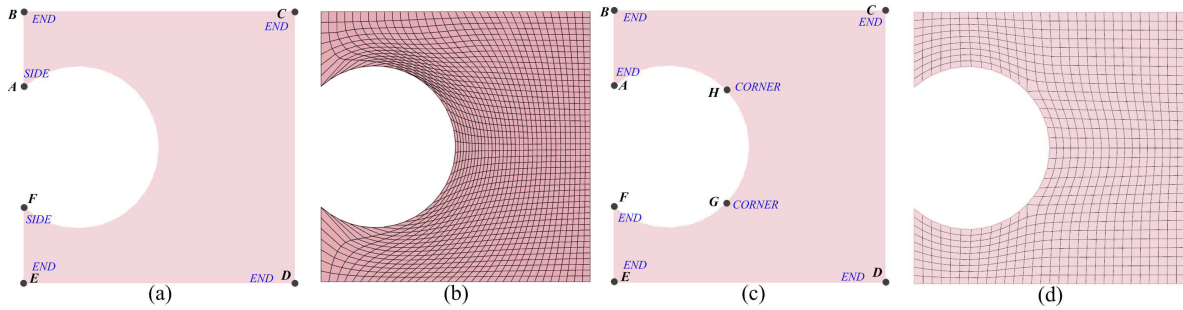 B
END
C
END
SIDE
A
F
SIDE
END
E
END
D
(a)
(b)
B
END
C
END
END
A
H
CORNER
F
END
G
CORNER
END
E
END
D
(c)
(d)